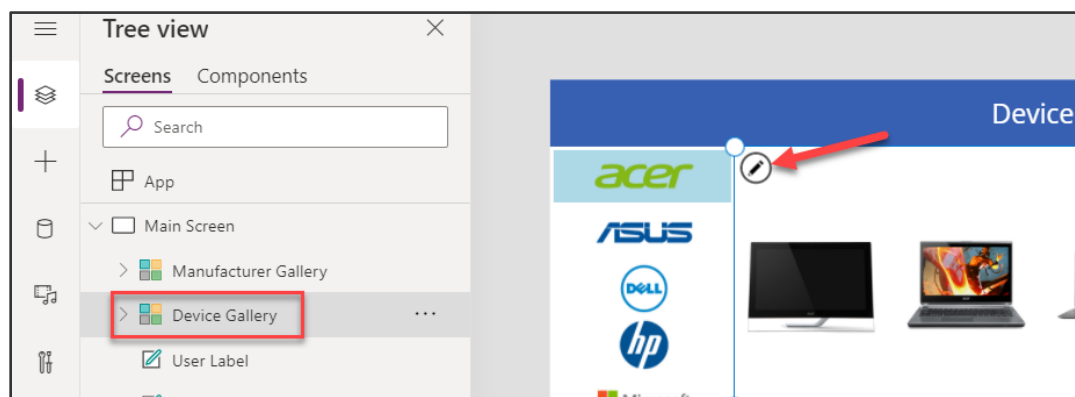 Tree view
Screens
Components
Search
App
Main Screen
Manufacturer Gallery
Device Gallery
User Label
Device
acer
ASUS
DELL
hp
Microsoft